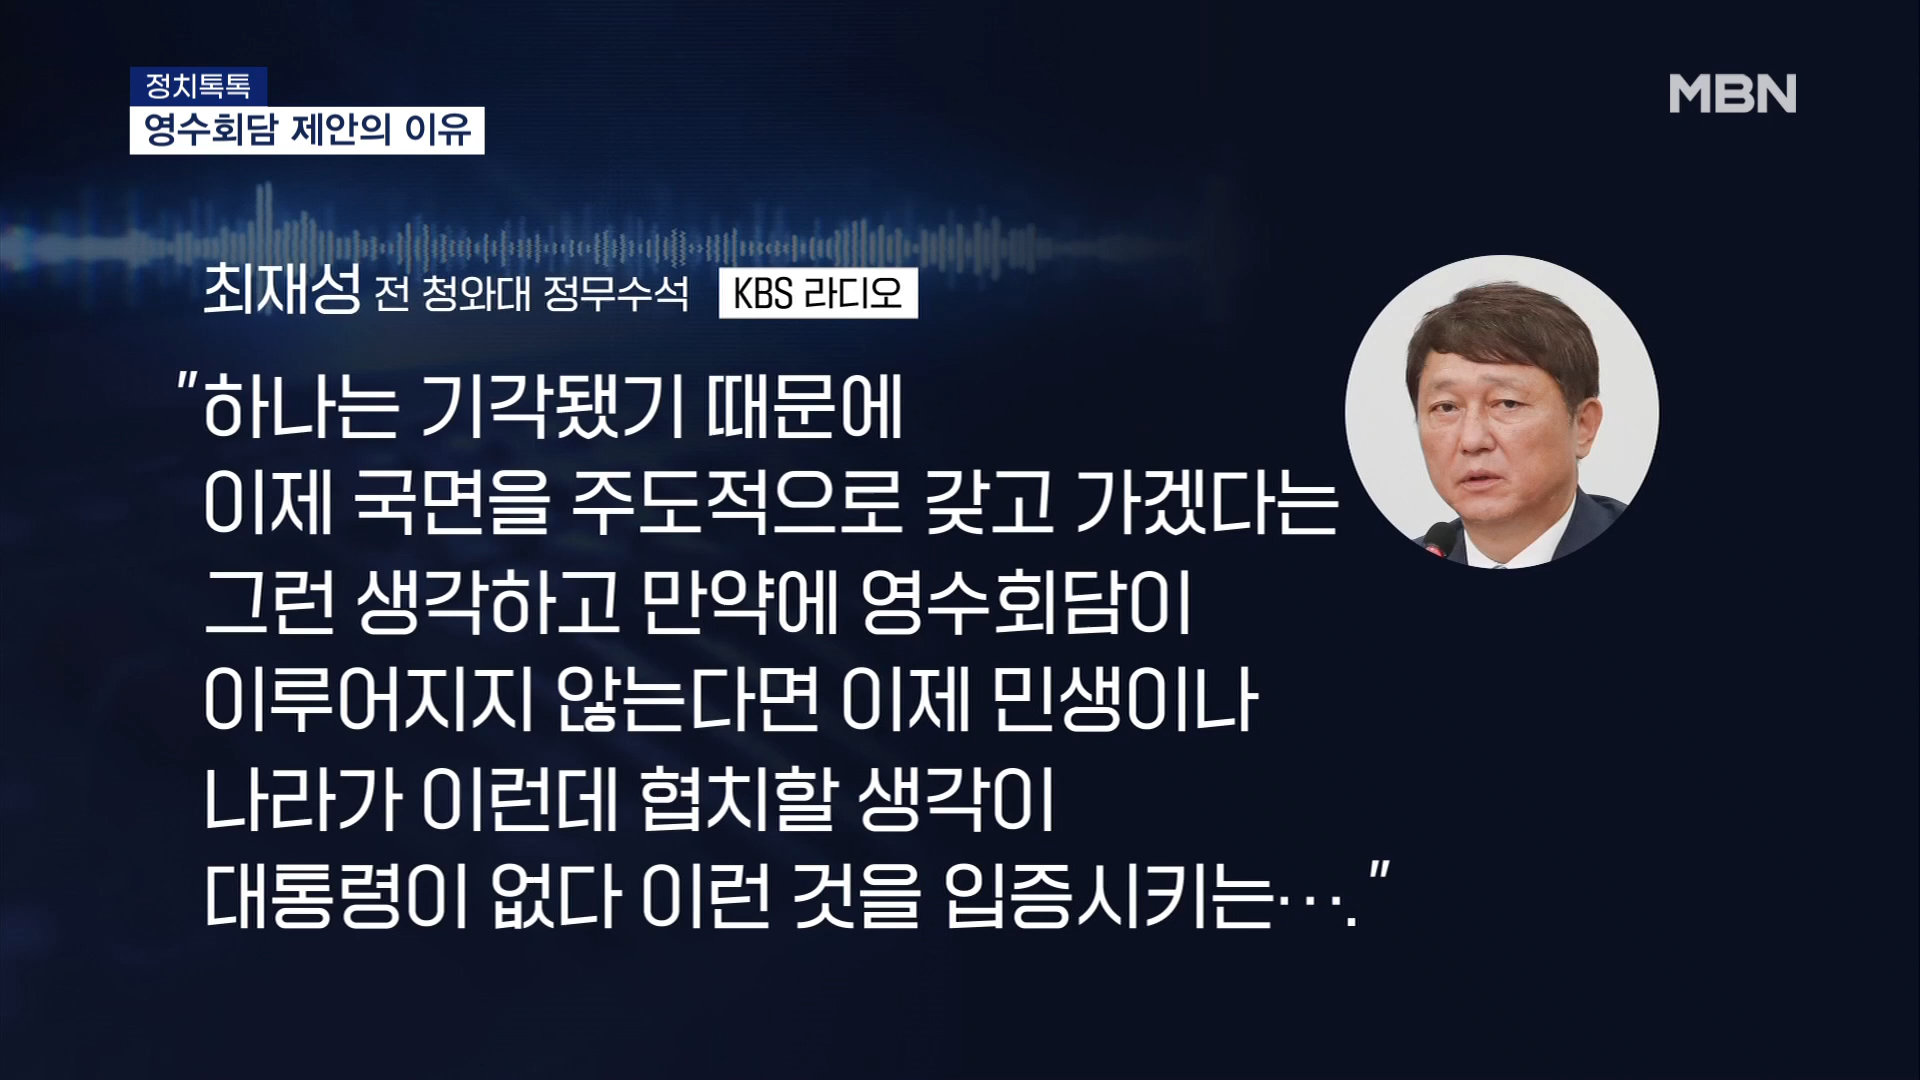 정치톡톡
MBN
영수회담 제안의 이유
최재성 전 청와대 정무수석 KBS 라디오
"하나는 기각됐기 때문에
이제 국면을 주도적으로 갖고 가겠다는
그런 생각하고 만약에 영수회담이
이루어지지 않는다면 이제 민생이나
나라가 이런데 협치할 생각이
대통령이 없다 이런 것을 입증시키는…."